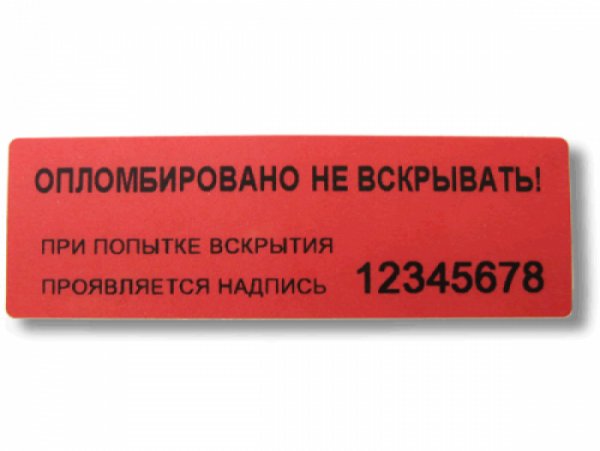 ОПЛОМБИРОВАНО НЕ ВСКРЫВАТЬ!
ПРИ ПОПЫТКЕ ВСКРЫТИЯ
ПРОЯВЛЯЕТСЯ НАДПИСЬ 12345678